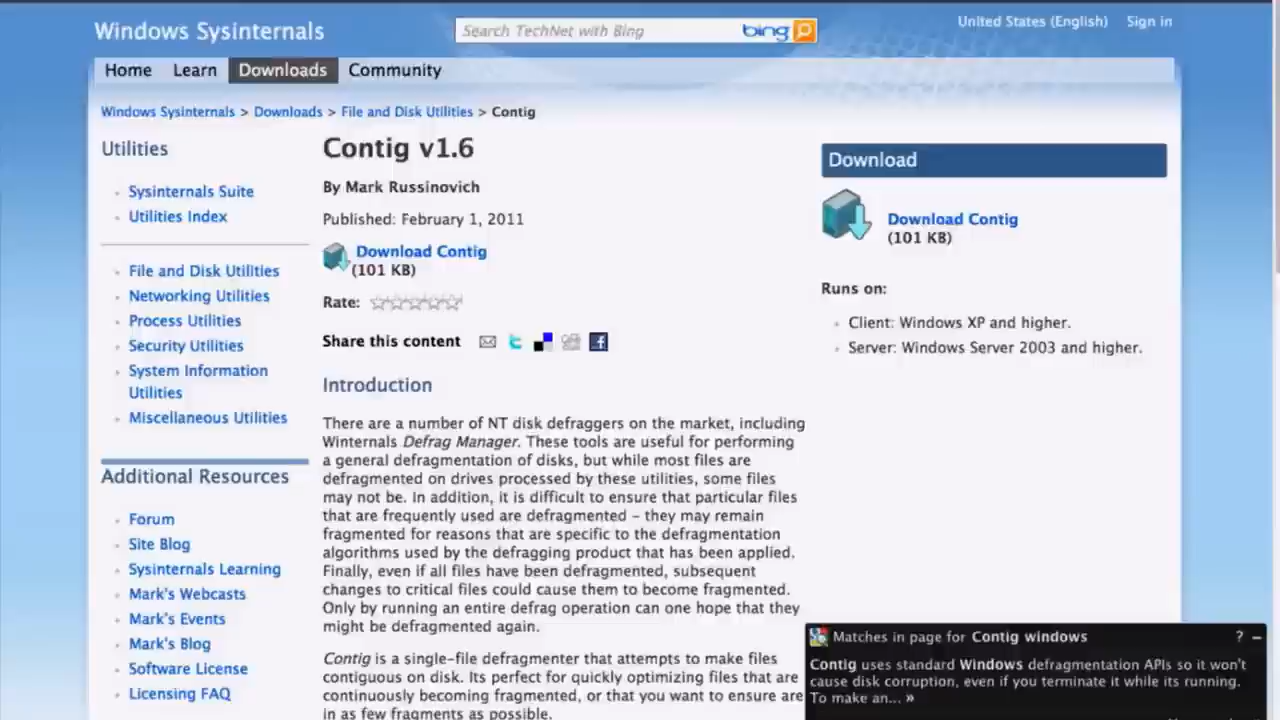 Windows Sysinternals
Search TechNet with Bing
bing
United States (English) Sign in
Home Learn Downloads Community
Windows Sysinternals > Downloads > File and Disk Utilities > Contig
Utilities
Sysinternals Suite
Utilities Index
File and Disk Utilities
Networking Utilities
Process Utilities
Security Utilities
System Information
Utilities
Miscellaneous Utilities
Additional Resources
Forum
Site Blog
Sysinternals Learning
Mark's Webcasts
Mark's Events
Mark's Blog
Software License
Licensing FAQ
Contig v1.6
By Mark Russinovich
Published: February 1, 2011
Download Contig
(101 KB)
Rate:
Share this content
Introduction
There are a number of NT disk defraggers on the market, including
Winternals Defrag Manager. These tools are useful for performing
a general defragmentation of disks, but while most files are
defragmented on drives processed by these utilities, some files
may not be. In addition, it is difficult to ensure that particular files
that are frequently used are defragmented – they may remain
fragmented for reasons that are specific to the defragmentation
algorithms used by the defragging product that has been applied.
Finally, even if all files have been defragmented, subsequent
changes to critical files could cause them to become fragmented.
Only by running an entire defrag operation can one hope that they
might be defragmented again.
Contig is a single-file defragmenter that attempts to make files
contiguous on disk. Its perfect for quickly optimizing files that are
continuously becoming fragmented, or that you want to ensure are
in as few fragments as possible.
Download
Download Contig
(101 KB)
Runs on:
Client: Windows XP and higher.
Server: Windows Server 2003 and higher.
Matches in page for Contig windows ? –
Contig uses standard Windows defragmentation APIs so it won't
cause disk corruption, even if you terminate it while its running.
To make an... »